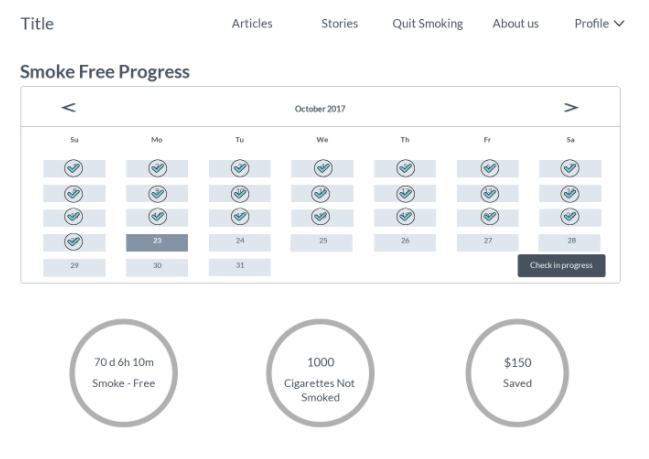 Title Articles Stories Quit Smoking About us Profile
Smoke Free Progress
< October 2017 >
Su Mo Tu We Th Fr Sa
23 24 25 26 27 28
29 30 31 Check in progress
70 d 6h 10m 1000 $150
Smoke - Free Cigarettes Not Saved
Smoked